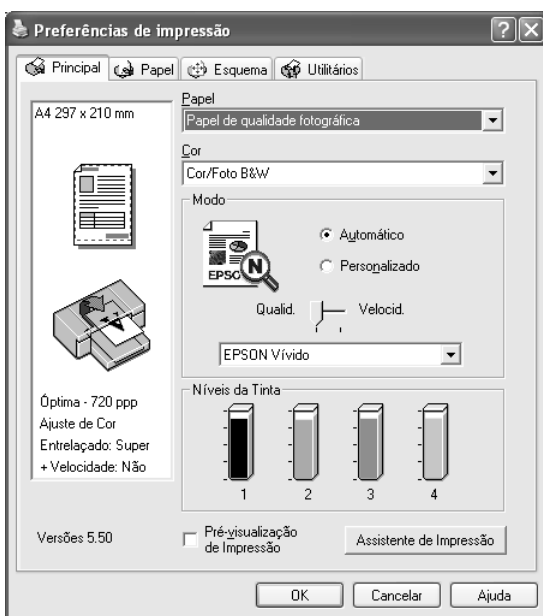 Preferências de impressão
Principal
Papel
Esquema
Utilitários
A4 297 x 210 mm
Óptima - 720 ppp
Ajuste de Cor
Entrelaçado: Super
+ Velocidade: Não
Versões 5.50
Papel
Papel de qualidade fotográfica
Cor
Cor/Foto B&W
Modo
EPSON
N
Automático
Personalizado
Qualid.
Velocid.
EPSON Vívido
Níveis da Tinta
1 2 3 4
Pré-visualização
de Impressão
Assistente de Impressão
OK
Cancelar
Ajuda